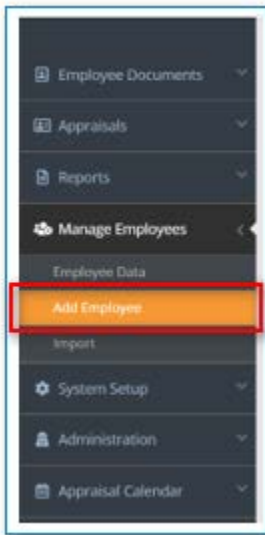 Employee Documents
Appraisals
Reports
Manage Employees
Employee Data
Add Employee
Import
System Setup
Administration
Appraisal Calendar